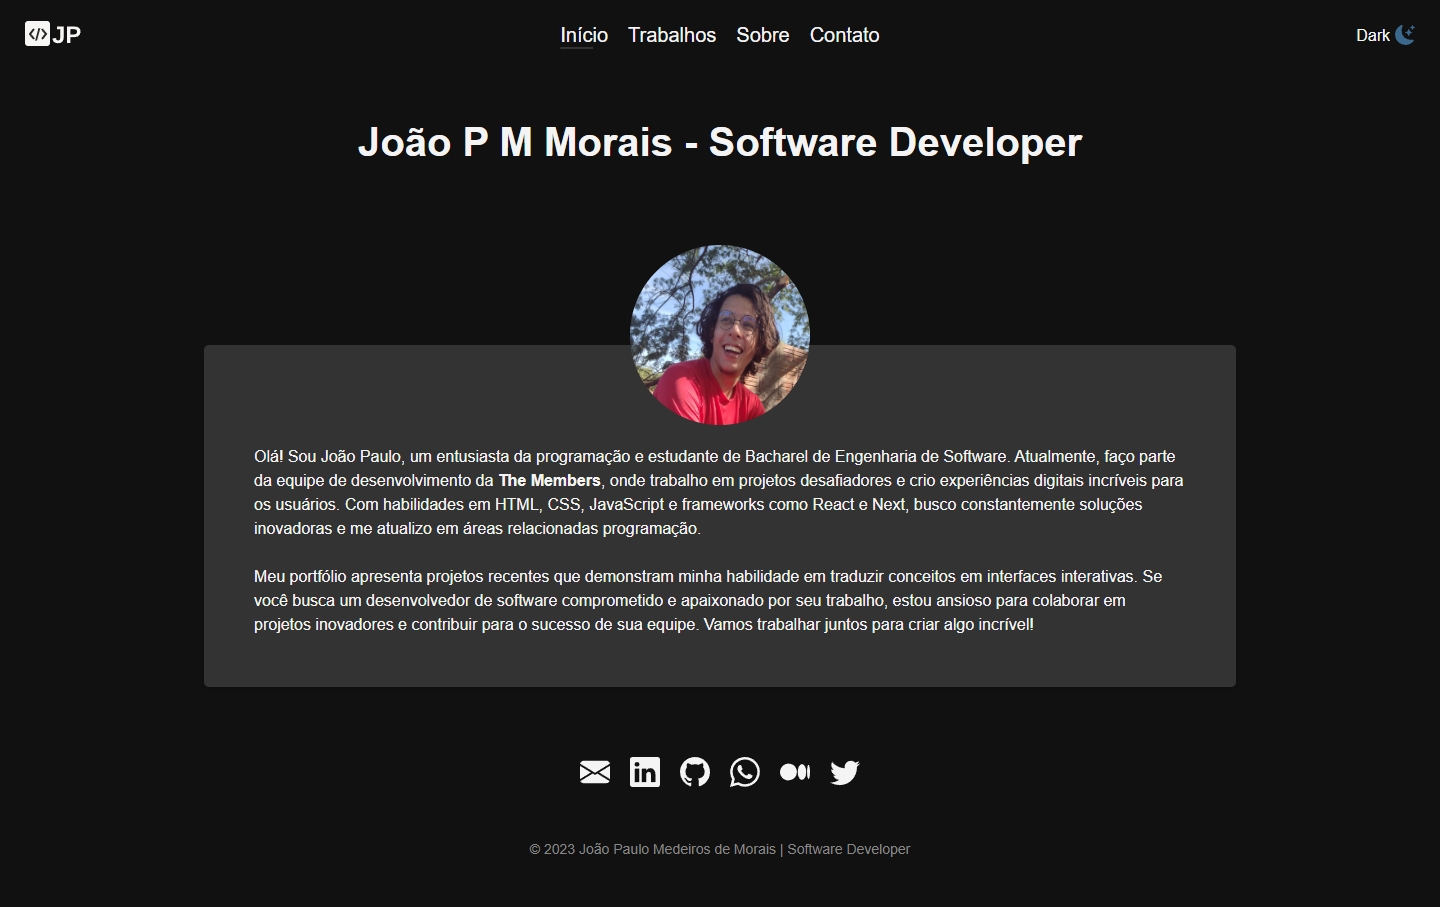 JP
Início Trabalhos Sobre Contato
Dark
João P M Morais - Software Developer
Olá! Sou João Paulo, um entusiasta da programação e estudante de Bacharel de Engenharia de Software. Atualmente, faço parte
da equipe de desenvolvimento da The Members, onde trabalho em projetos desafiadores e crio experiências digitais incríveis para
os usuários. Com habilidades em HTML, CSS, JavaScript e frameworks como React e Next, busco constantemente soluções
inovadoras e me atualizo em áreas relacionadas programação.
Meu portfólio apresenta projetos recentes que demonstram minha habilidade em traduzir conceitos em interfaces interativas. Se
você busca um desenvolvedor de software comprometido e apaixonado por seu trabalho, estou ansioso para colaborar em
projetos inovadores e contribuir para o sucesso de sua equipe. Vamos trabalhar juntos para criar algo incrível!
© 2023 João Paulo Medeiros de Morais | Software Developer